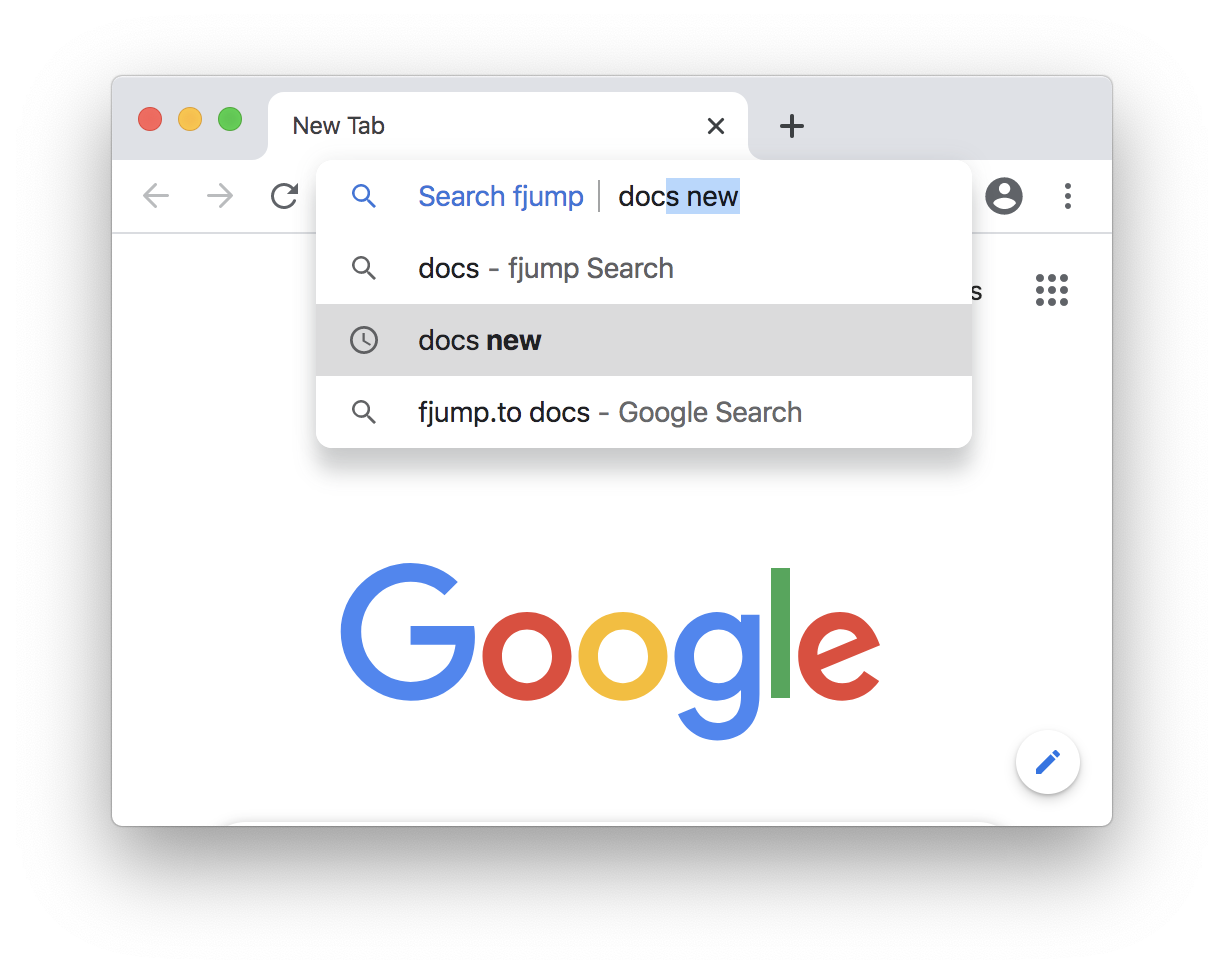 New Tab
Search fjump | docs new
docs - fjump Search
s
docs new
fjump.to docs - Google Search
Google